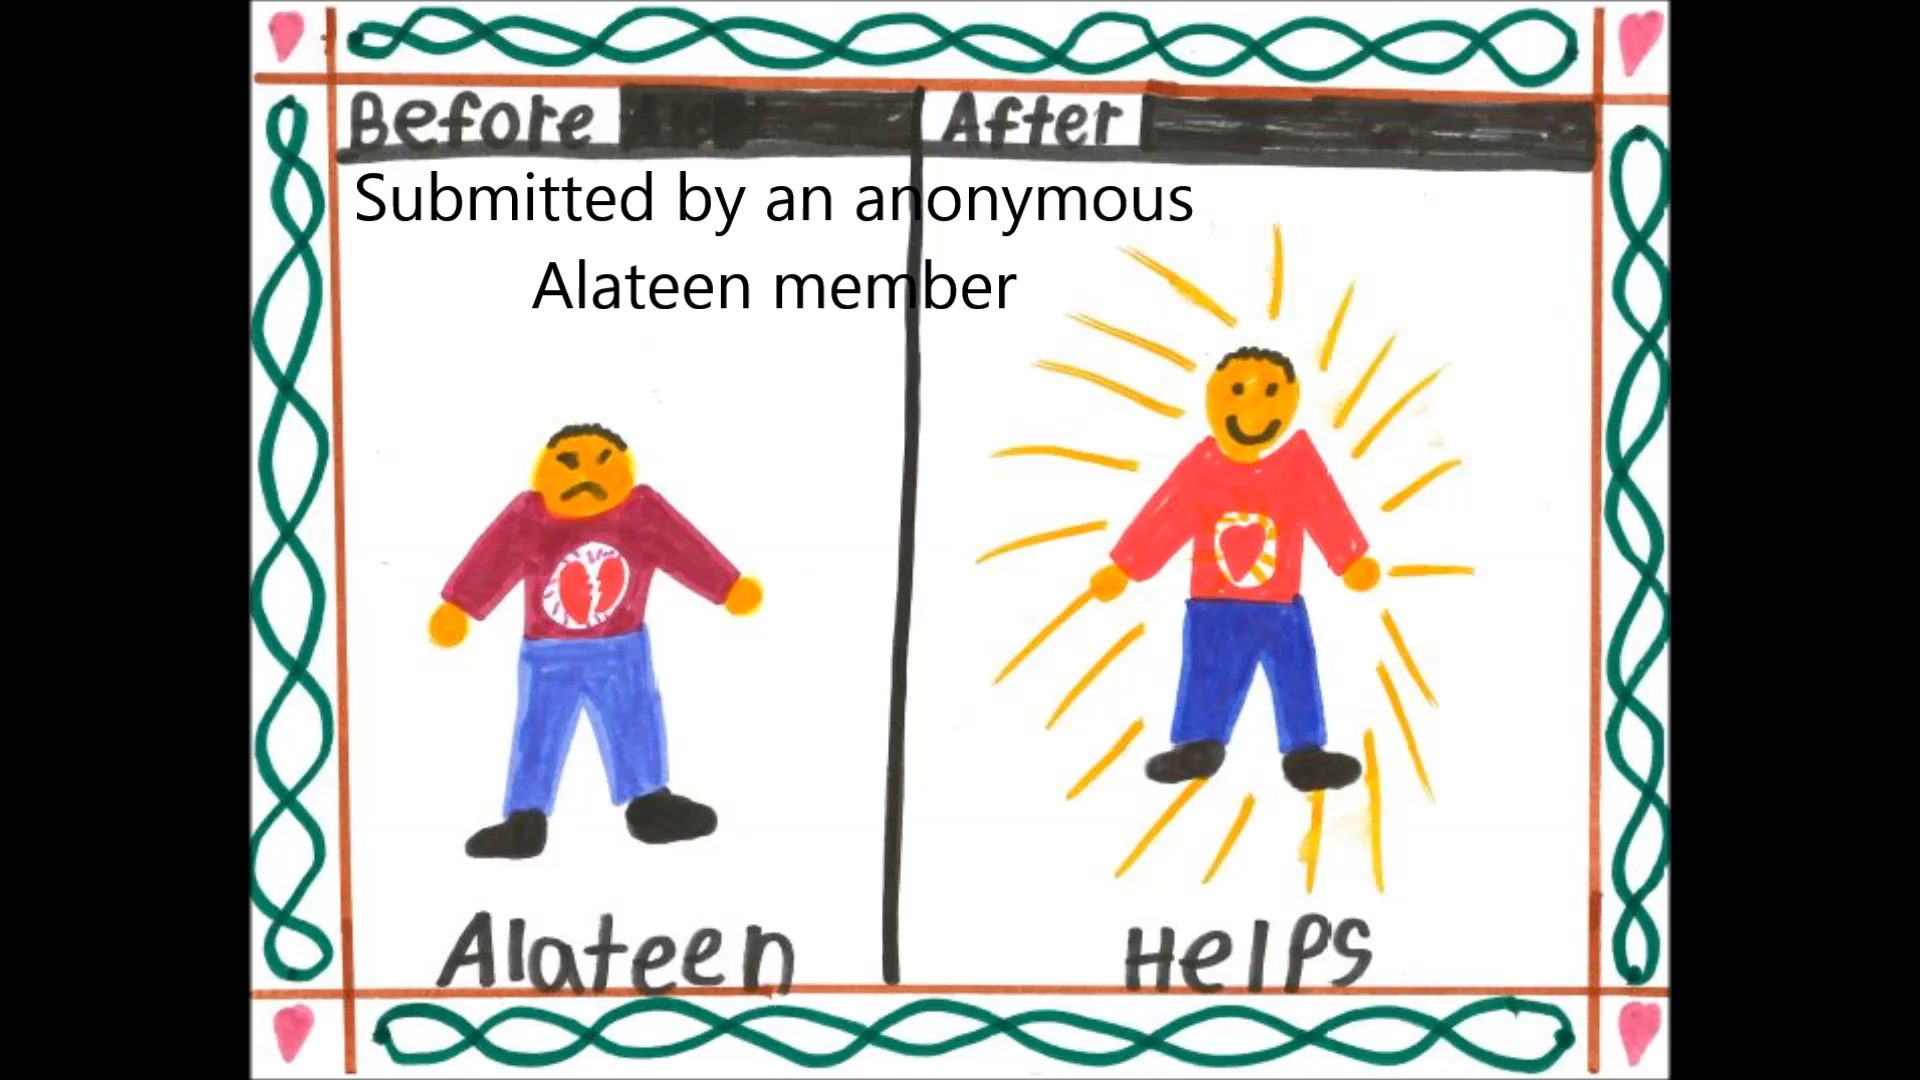 Before
After
Submitted by an anonymous
Alateen member
Alateen
Helps